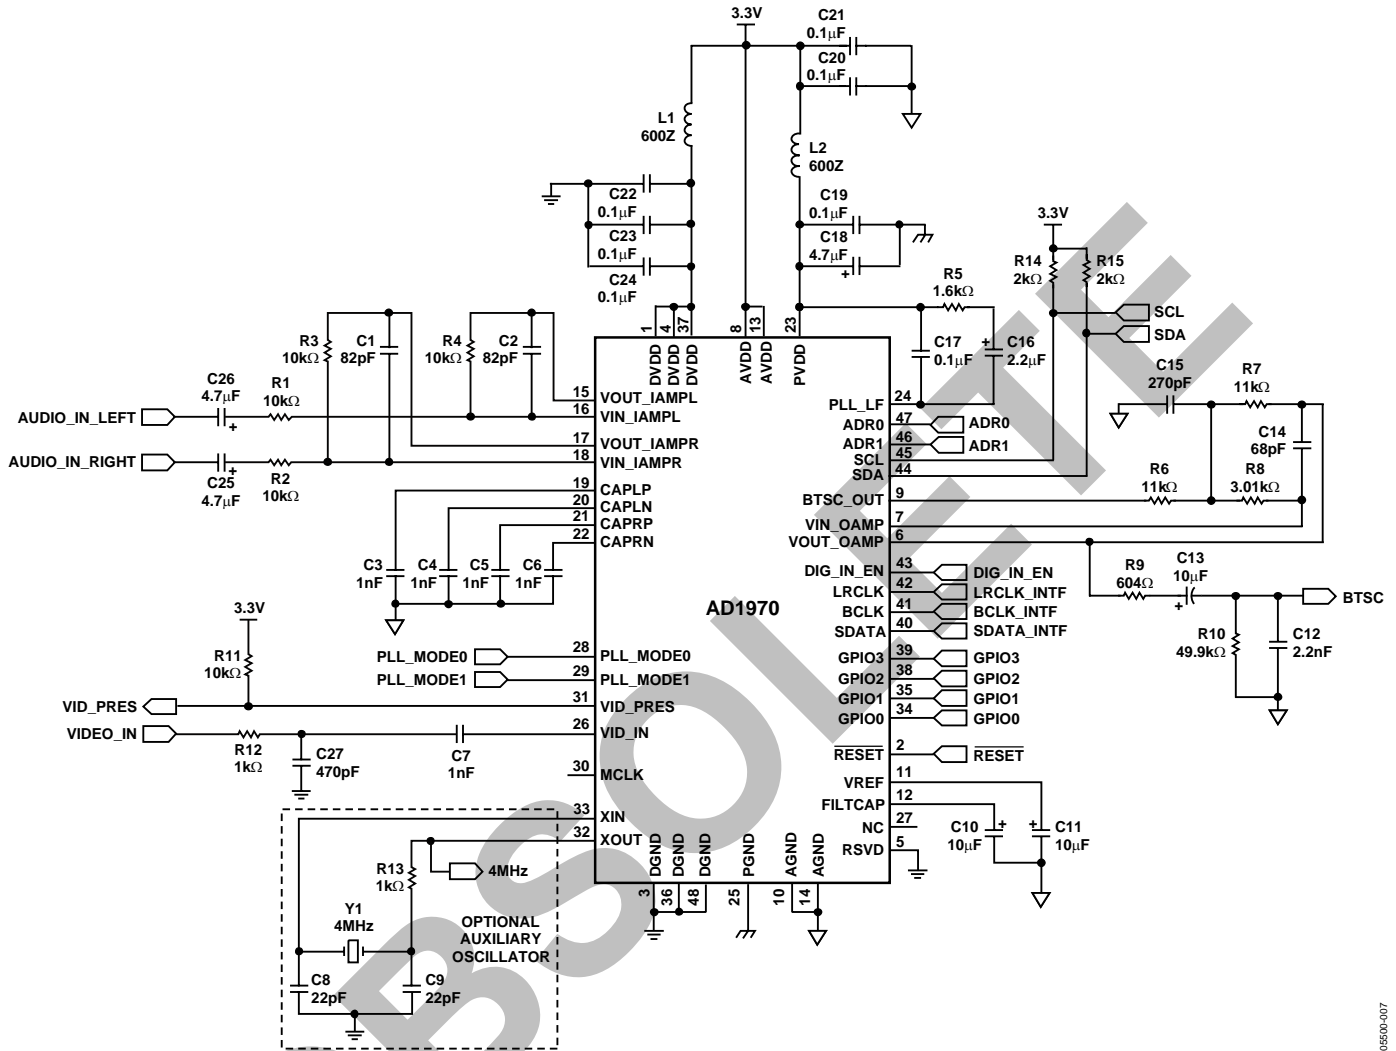 3.3V
C21
0.1μF
C20
0.1μF
L1
600Z
L2
600Z
C22
0.1μF
C23
0.1μF
C24
0.1μF
C19
0.1μF
C18
4.7μF
+
3.3V
R14
2kΩ
R15
2kΩ
SCL
SDA
R5
1.6kΩ
C17
0.1μF
+
C16
2.2μF
R3
10kΩ
C1
82pF
R4
10kΩ
C2
82pF
C26
4.7μF
+
R1
10kΩ
AUDIO_IN_LEFT
AUDIO_IN_RIGHT
+
C25
4.7μF
R2
10kΩ
1
4
37
8
13
23
DVDD
DVDD
DVDD
AVDD
AVDD
PVDD
15 VOUT_IAMPL
16 VIN_IAMPL
17 VOUT_IAMPR
18 VIN_IAMPR
19 CAPLP
20 CAPLN
21 CAPRP
22 CAPRN
C3
1nF
C4
1nF
C5
1nF
C6
1nF
PLL_LF 24
ADR0 47 ADR0
ADR1 46 ADR1
SCL 45
SDA 44
BTSC_OUT 9
VIN_OAMP 7
VOUT_OAMP 6
C15
270pF
R7
11kΩ
C14
68pF
R6
11kΩ
R8
3.01kΩ
DIG_IN_EN 43 DIG_IN_EN
LRCLK 42 LRCLK_INTF
BCLK 41 BCLK_INTF
SDATA 40 SDATA_INTF
GPIO3 39 GPIO3
GPIO2 38 GPIO2
GPIO1 35 GPIO1
GPIO0 34 GPIO0
RESET 2 RESET
VREF 11
FILTCAP 12
NC 27
RSVD 5
R9
604Ω
C13
10μF
+
BTSC
R10
49.9kΩ
C12
2.2nF
AD1970
3.3V
R11
10kΩ
PLL_MODE0 28 PLL_MODE0
PLL_MODE1 29 PLL_MODE1
VID_PRES 31 VID_PRES
VIDEO_IN 26 VID_IN
R12
1kΩ
C27
470pF
C7
1nF
30 MCLK
33 XIN
32 XOUT
4MHz
R13
1kΩ
Y1
4MHz
OPTIONAL
AUXILIARY
OSCILLATOR
C8
22pF
C9
22pF
DGND
DGND
DGND
PGND
AGND
AGND
3
36
48
25
10
14
C10
10μF
+
+
C11
10μF
OBSOLETE
05500-007